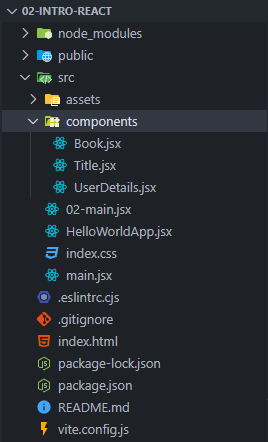 02-INTRO-REACT
node_modules
public
src
assets
components
Book.jsx
Title.jsx
UserDetails.jsx
02-main.jsx
HelloWorldApp.jsx
index.css
main.jsx
.eslintrc.cjs
.gitignore
index.html
package-lock.json
package.json
README.md
vite.config.js